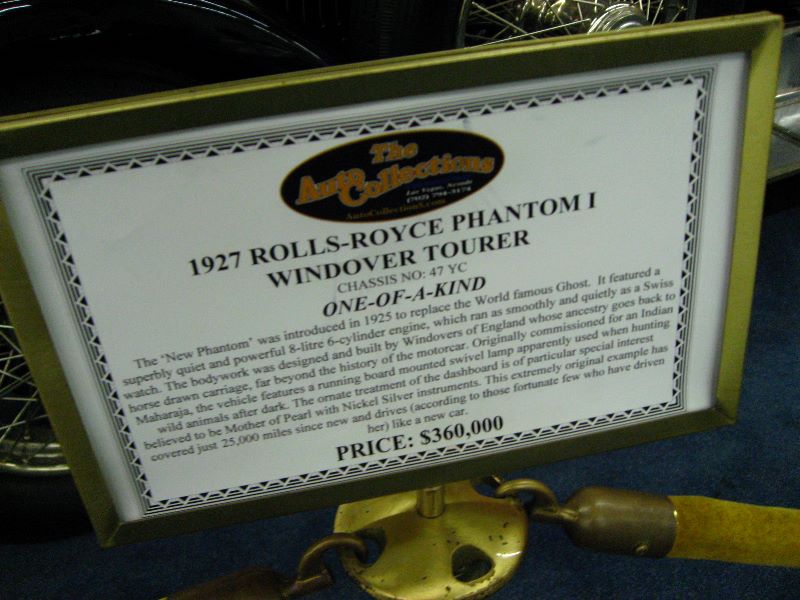 The
Auto Collections
Las Vegas, Nevada
(702) 794-3174
AutoCollections.com
1927 ROLLS-ROYCE PHANTOM I
WINDOVER TOURER
CHASSIS NO: 47 YC
ONE-OF-A-KIND
The 'New Phantom' was introduced in 1925 to replace the World famous Ghost. It featured a
superbly quiet and powerful 8-litre 6-cylinder engine, which ran as smoothly and quietly as a Swiss
watch. The bodywork was designed and built by Windovers of England whose ancestry goes back to
horse drawn carriage, far beyond the history of the motorcar. Originally commissioned for an Indian
Maharaja, the vehicle features a running board mounted swivel lamp apparently used when hunting
wild animals after dark. The ornate treatment of the dashboard is of particular special interest
believed to be Mother of Pearl with Nickel Silver instruments. This extremely original example has
covered just 25,000 miles since new and drives (according to those fortunate few who have driven
her) like a new car.
PRICE: $360,000